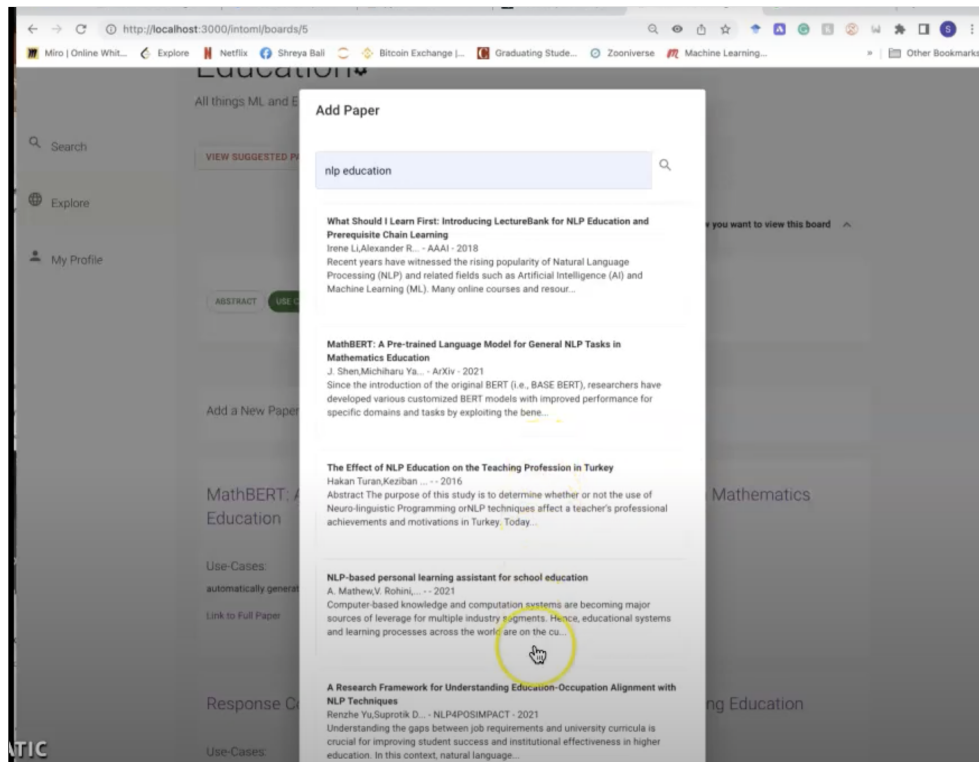 http://localhost:3000/intoml/boards/5
Miro | Online Whit... Explore Netflix Shreya Bali Bitcoin Exchange |... Graduating Stude... Zooniverse Machine Learning... » Other Bookmarks
Education
All things ML and E
Add Paper
Search
VIEW SUGGESTED PA
nlp education
Explore
What Should I Learn First: Introducing LectureBank for NLP Education and
Prerequisite Chain Learning
you want to view this board
Irene Li,Alexander R... - AAAI - 2018
Recent years have witnessed the rising popularity of Natural Language
My Profile
Processing (NLP) and related fields such as Artificial Intelligence (AI) and
Machine Learning (ML). Many online courses and resour...
ABSTRACT USE C
MathBERT: A Pre-trained Language Model for General NLP Tasks in
Mathematics Education
J. Shen,Michiharu Ya... - ArXiv - 2021
Since the introduction of the original BERT (i.e., BASE BERT), researchers have
developed various customized BERT models with improved performance for
specific domains and tasks by exploiting the bene...
Add a New Paper
The Effect of NLP Education on the Teaching Profession in Turkey
Hakan Turan,Keziban ... - - 2016
Abstract The purpose of this study is to determine whether or not the use of
Neuro-linguistic Programming orNLP techniques affect a teacher's professional
achievements and motivations in Turkey. Today...
MathBERT: A Mathematics
Education
Use-Cases:
automatically generat
Link to Full Paper
NLP-based personal learning assistant for school education
A. Mathew,V. Rohini,... - - 2021
Computer-based knowledge and computation systems are becoming major
sources of leverage for multiple industry segments. Hence, educational systems
and learning processes across the world are on the cu...
A Research Framework for Understanding Education-Occupation Alignment with
NLP Techniques
Response Co ng Education
Renzhe Yu,Suprotik D... - NLP4POSIMPACT - 2021
Understanding the gaps between job requirements and university curricula is
crucial for improving student success and institutional effectiveness in higher
education. In this context, natural language...
Use-Cases:
ATIC